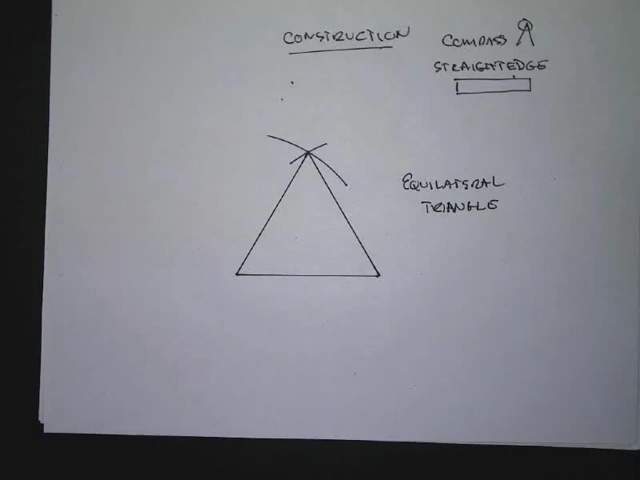 CONSTRUCTION
COMPASS
STRAIGHTEDGE
EQUILATERAL
TRIANGLE